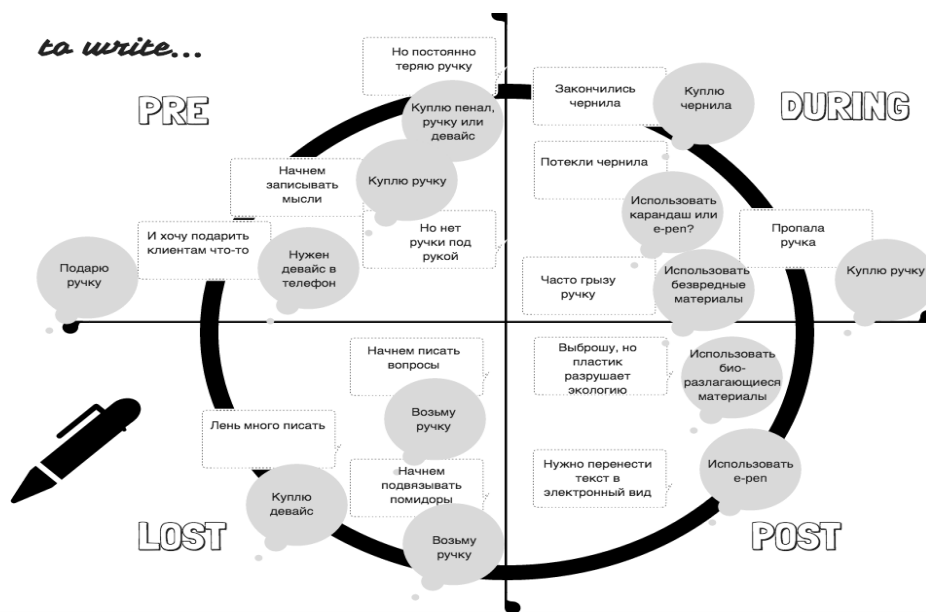 to write...
PRE
Но постоянно
теряю ручку
Куплю пенал,
ручку или
девайс
Начнем
записывать
мысли
Куплю ручку
И хочу подарить
клиентам что-то
Но нет
ручки под
рукой
Подарю
ручку
Нужен
девайс в
телефон
DURING
Закончились
чернила
Куплю
чернила
Потекли чернила
Использовать
карандаш или
e-pen?
Пропала
ручка
Часто грызу
ручку
Использовать
безвредные
материалы
Куплю ручку
LOST
Начнем писать
вопросы
Возьму
ручку
Лень много писать
Куплю
девайс
Начнем
подвязывать
помидоры
Возьму
ручку
POST
Выброшу, но
пластик
разрушает
экологию
Использовать
био-
разлагающиеся
материалы
Нужно перенести
текст в
электронный вид
Использовать
e-pen